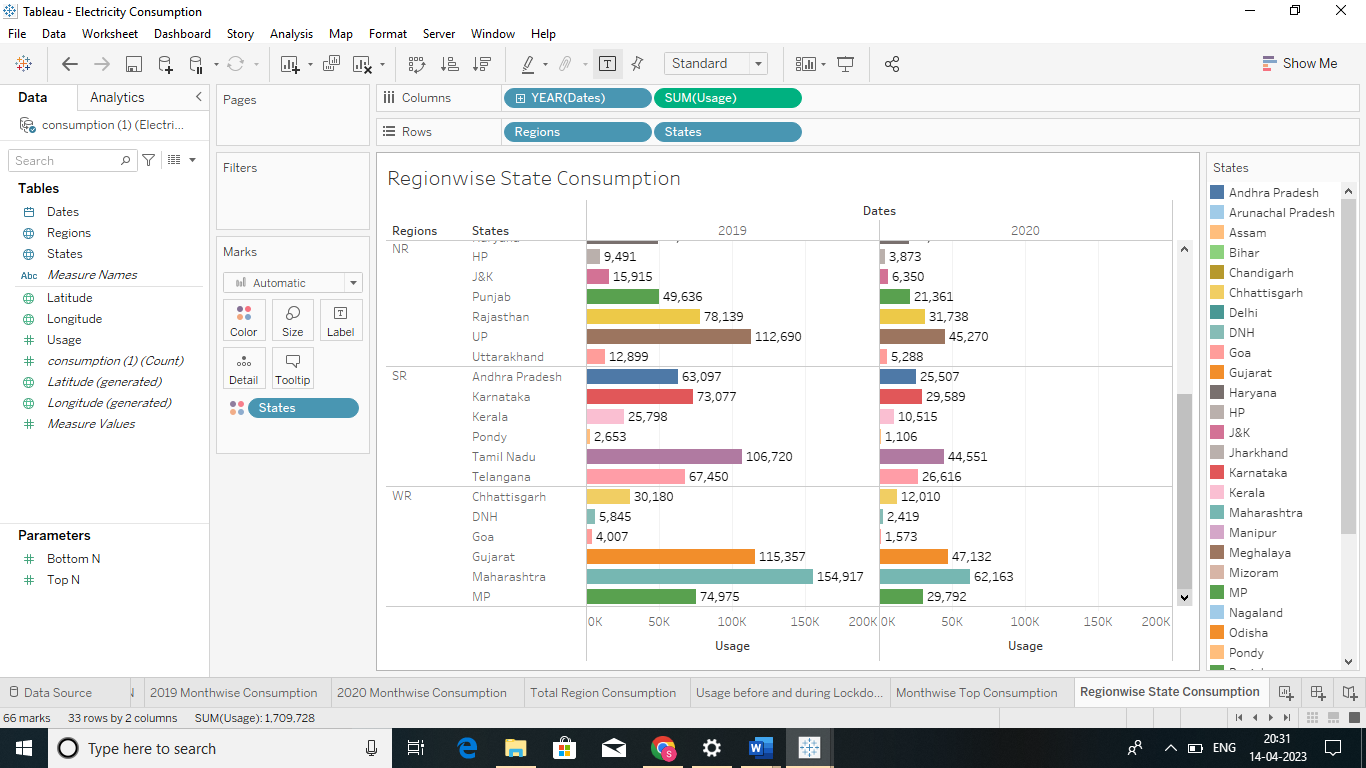 Tableau - Electricity Consumption
File Data Worksheet Dashboard Story Analysis Map Format Server Window Help
Standard
Show Me
Data Analytics
consumption (1) (Electri...
Search
Tables
Dates
Regions
States
Abc Measure Names
Latitude
Longitude
Usage
consumption (1) (Count)
Latitude (generated)
Longitude (generated)
Measure Values
Parameters
Bottom N
Top N
Pages
Filters
Marks
Automatic
Color Size Label
Detail Tooltip
States
Columns YEAR(Dates) SUM(Usage)
Rows Regions States
Regionwise State Consumption
Dates
Regions States 2019 2020
NR
HP 9,491 3,873
J&K 15,915 6,350
Punjab 49,636 21,361
Rajasthan 78,139 31,738
UP 112,690 45,270
Uttarakhand 12,899 5,288
SR Andhra Pradesh 63,097 25,507
Karnataka 73,077 29,589
Kerala 25,798 10,515
Pondy 2,653 1,106
Tamil Nadu 106,720 44,551
Telangana 67,450 26,616
WR Chhattisgarh 30,180 12,010
DNH 5,845 2,419
Goa 4,007 1,573
Gujarat 115,357 47,132
Maharashtra 154,917 62,163
MP 74,975 29,792
0K 50K 100K 150K 200K 0K 50K 100K 150K 200K
Usage Usage
States
Andhra Pradesh
Arunachal Pradesh
Assam
Bihar
Chandigarh
Chhattisgarh
Delhi
DNH
Goa
Gujarat
Haryana
HP
J&K
Jharkhand
Karnataka
Kerala
Maharashtra
Manipur
Meghalaya
Mizoram
MP
Nagaland
Odisha
Pondy
Data Source 2019 Monthwise Consumption 2020 Monthwise Consumption Total Region Consumption Usage before and during Lockdo... Monthwise Top Consumption Regionwise State Consumption
66 marks 33 rows by 2 columns SUM(Usage): 1,709,728
Type here to search
ENG
20:31
14-04-2023